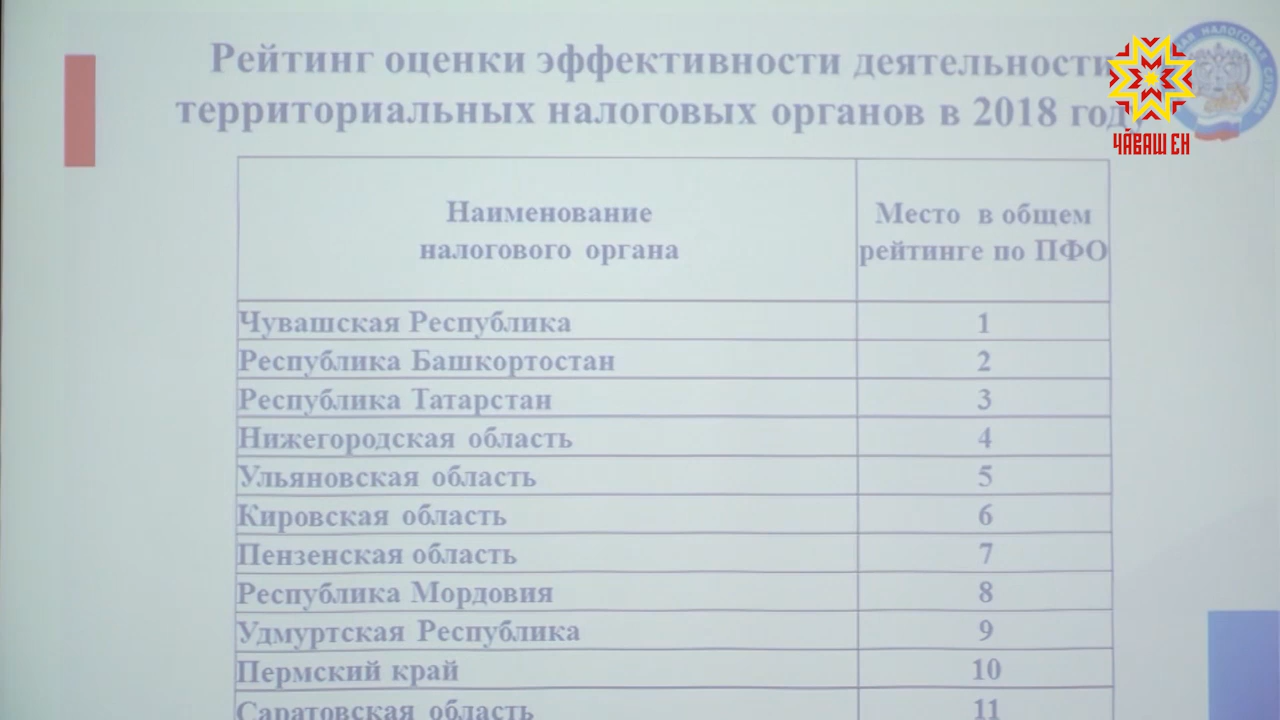 Рейтинг оценки эффективности деятельности
территориальных налоговых органов в 2018 году
ЧӐВАШ ЕН
Наименование
налогового органа
Место в общем
рейтинге по ПФО
Чувашская Республика 1
Республика Башкортостан 2
Республика Татарстан 3
Нижегородская область 4
Ульяновская область 5
Кировская область 6
Пензенская область 7
Республика Мордовия 8
Удмуртская Республика 9
Пермский край 10
Саратовская область 11